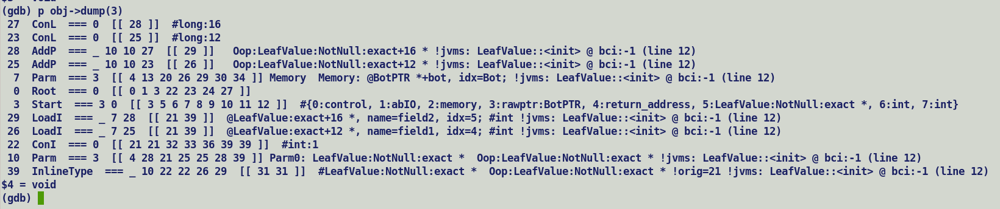 (gdb) p obj->dump(3)
 27  ConL  === 0  [[ 28 ]]  #long:16
 23  ConL  === 0  [[ 25 ]]  #long:12
 28  AddP  === _ 10 10 27  [[ 29 ]]   Oop:LeafValue:NotNull:exact+16 * !jvms: LeafValue::<init> @ bci:-1 (line 12)
 25  AddP  === _ 10 10 23  [[ 26 ]]   Oop:LeafValue:NotNull:exact+12 * !jvms: LeafValue::<init> @ bci:-1 (line 12)
  7  Parm  === 3  [[ 4 13 20 26 29 30 34 ]] Memory  Memory: @BotPTR *+bot, idx=Bot; !jvms: LeafValue::<init> @ bci:-1 (line 12)
  0  Root  === 0  [[ 0 1 3 22 23 24 27 ]]
  3  Start  === 3 0  [[ 3 5 6 7 8 9 10 11 12 ]]  #{0:control, 1:abIO, 2:memory, 3:rawptr:BotPTR, 4:return_address, 5:LeafValue:NotNull:exact *, 6:int, 7:int}
 29  LoadI  === _ 7 28  [[ 21 39 ]]  @LeafValue:exact+16 *, name=field2, idx=5; #int !jvms: LeafValue::<init> @ bci:-1 (line 12)
 26  LoadI  === _ 7 25  [[ 21 39 ]]  @LeafValue:exact+12 *, name=field1, idx=4; #int !jvms: LeafValue::<init> @ bci:-1 (line 12)
 22  ConI  === 0  [[ 21 21 32 33 36 39 39 ]]  #int:1
 10  Parm  === 3  [[ 4 28 21 25 25 28 39 ]] Parm0: LeafValue:NotNull:exact *  Oop:LeafValue:NotNull:exact * !jvms: LeafValue::<init> @ bci:-1 (line 12)
 39  InlineType  === _ 10 22 22 26 29  [[ 31 31 ]]  #LeafValue:NotNull:exact *  Oop:LeafValue:NotNull:exact * !orig=21 !jvms: LeafValue::<init> @ bci:-1 (line 12)
$4 = void
(gdb)